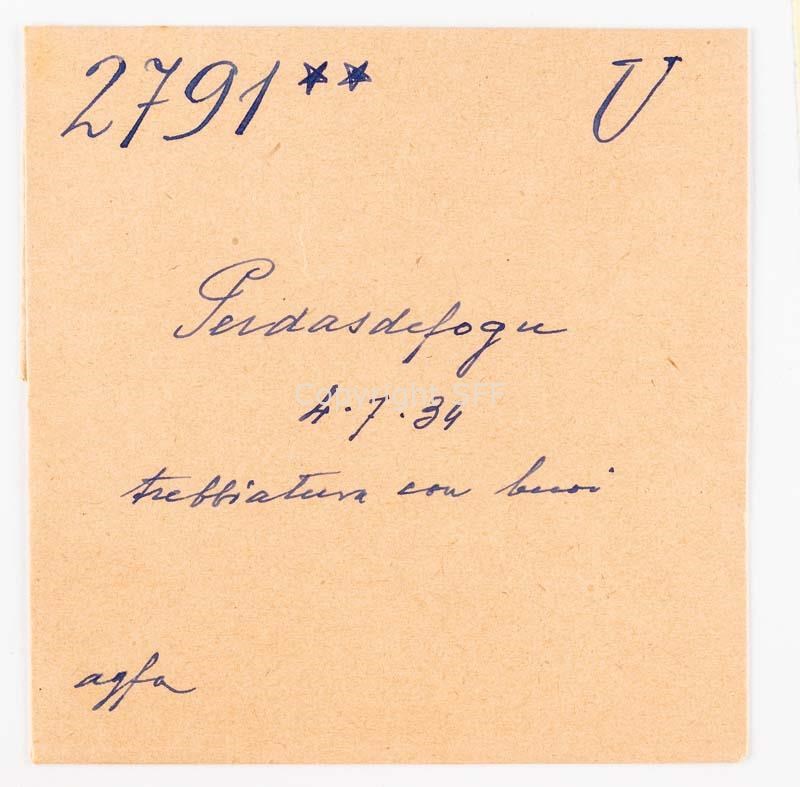 2791** U
Perdasdefogu
Copyright SFF
4.7.34
trebbiatura con buoi
agfa